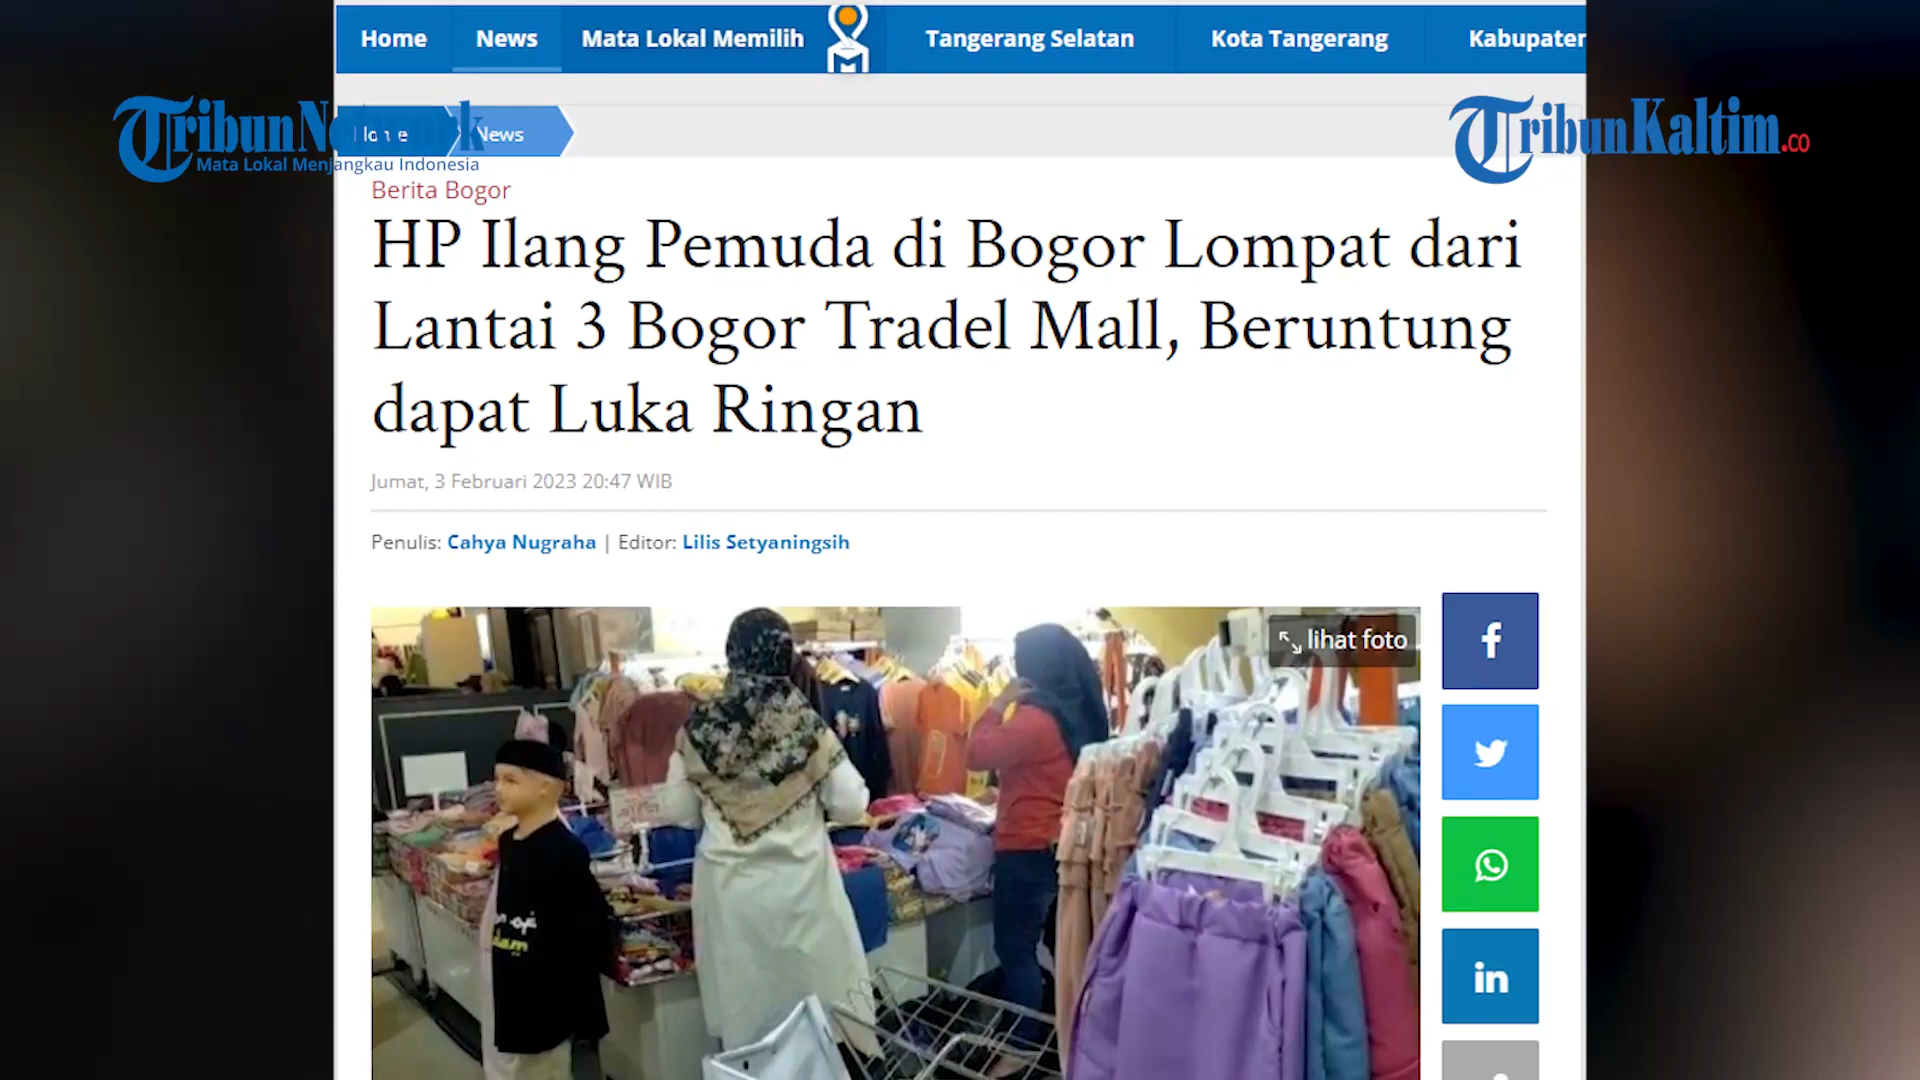 Home News Mata Lokal Memilih Tangerang Selatan Kota Tangerang Kabupaten
TribunNetwork
Mata Lokal Menjangkau Indonesia
Home News
TribunKaltim.co
Berita Bogor
HP Ilang Pemuda di Bogor Lompat dari
Lantai 3 Bogor Tradel Mall, Beruntung
dapat Luka Ringan
Jumat, 3 Februari 2023 20:47 WIB
Penulis: Cahya Nugraha | Editor: Lilis Setyaningsih
lihat foto